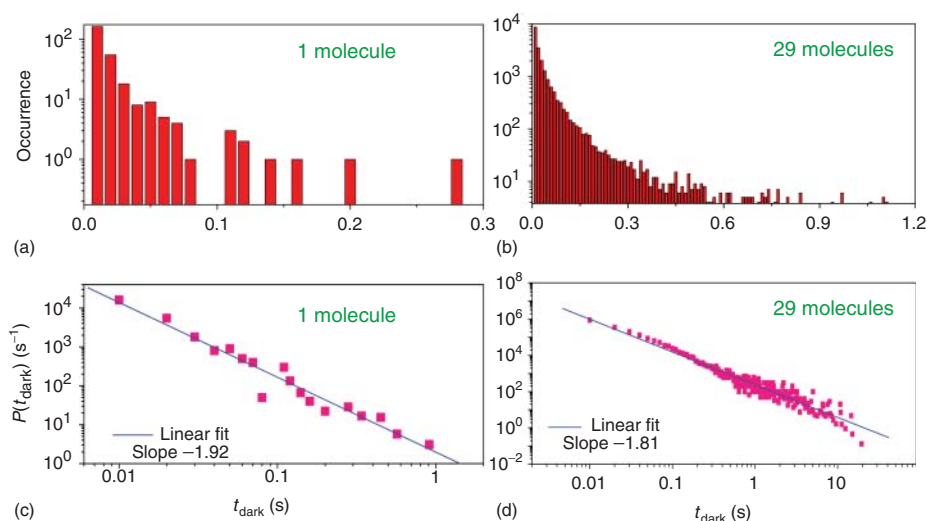 10²
10¹
10⁰
Occurrence
1 molecule
0.0
0.1
0.2
0.3
(a)
10⁴
10³
10²
10¹
29 molecules
0.0
0.3
0.6
0.9
1.2
(b)
10⁴
10³
10²
10¹
10⁰
P(t_dark) (s⁻¹)
1 molecule
Linear fit
Slope −1.92
0.01
0.1
1
(c)
t_dark (s)
10⁸
10⁶
10⁴
10²
10⁰
10⁻²
29 molecules
Linear fit
Slope −1.81
0.01
0.1
1
10
(d)
t_dark (s)